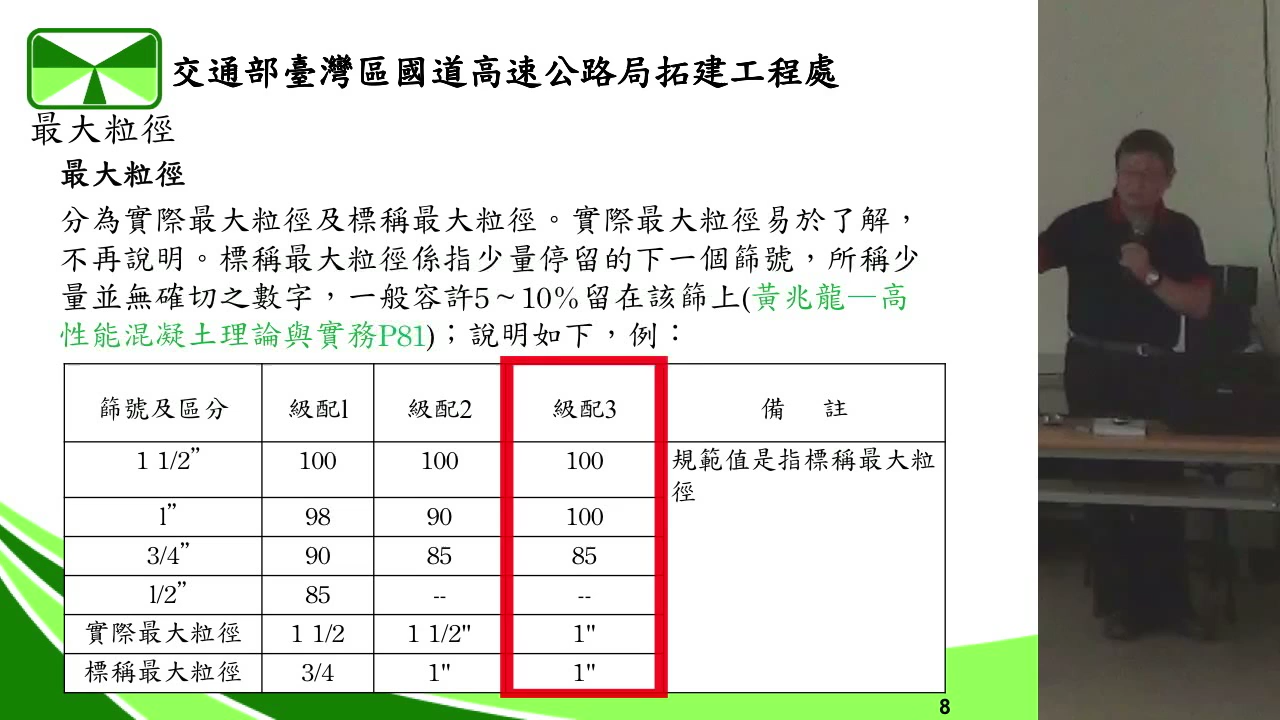 交通部臺灣區國道高速公路局拓建工程處
最大粒徑
最大粒徑
分為實際最大粒徑及標稱最大粒徑。實際最大粒徑易於了解，
不再說明。標稱最大粒徑係指少量停留的下一個篩號，所稱少
量並無確切之數字，一般容許5～10%留在該篩上(黃兆龍—高
性能混凝土理論與實務P81)；說明如下，例：
篩號及區分 級配1 級配2 級配3 備 註
1 1/2” 100 100 100 規範值是指標稱最大粒
徑
1” 98 90 100
3/4” 90 85 85
1/2” 85 -- --
實際最大粒徑 1 1/2 1 1/2" 1"
標稱最大粒徑 3/4 1" 1"
8